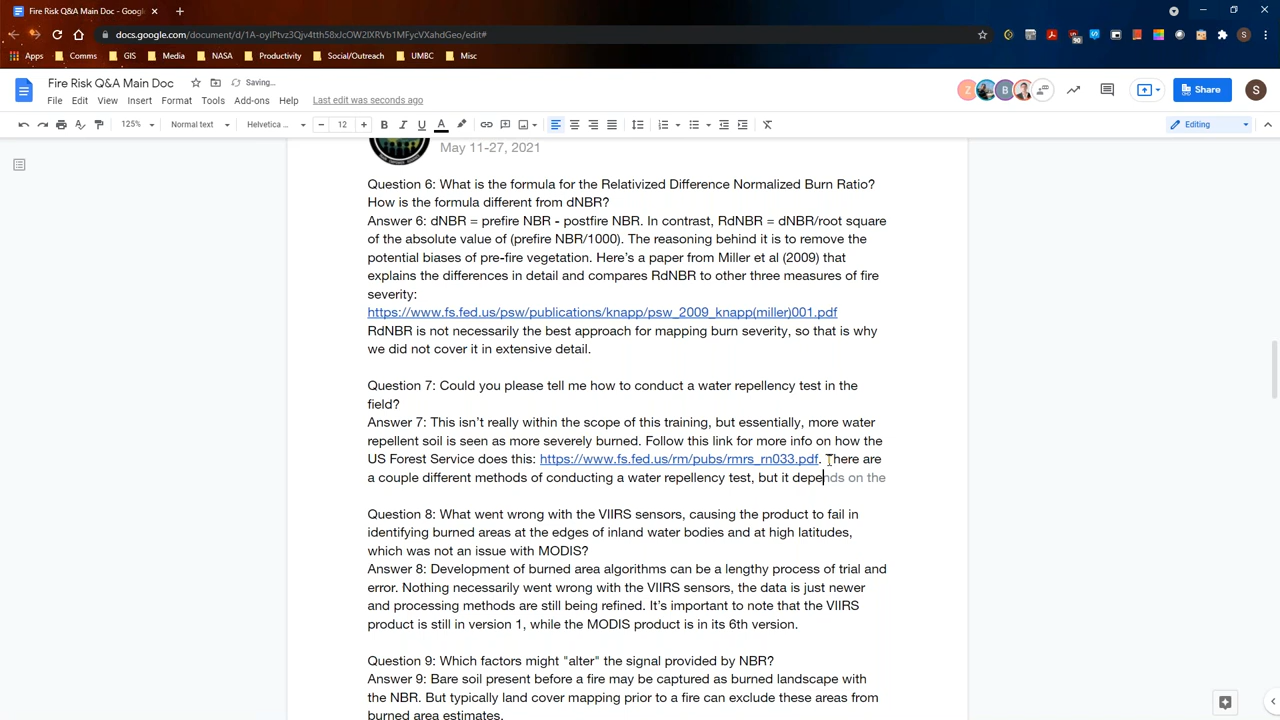 Fire Risk Q&A Main Doc - Googl
docs.google.com/document/d/1A-oyIPtvz3Qjv4tth58xJcOW2IXRVb1MFycVXahdGeo/edit#
Apps Comms GIS Media NASA Productivity Social/Outreach UMBC Misc
Fire Risk Q&A Main Doc Saving...
File Edit View Insert Format Tools Add-ons Help Last edit was seconds ago
Z B Share S
125% Normal text Helvetica ... 12 B I U A Editing
May 11-27, 2021
Question 6: What is the formula for the Relativized Difference Normalized Burn Ratio?
How is the formula different from dNBR?
Answer 6: dNBR = prefire NBR - postfire NBR. In contrast, RdNBR = dNBR/root square
of the absolute value of (prefire NBR/1000). The reasoning behind it is to remove the
potential biases of pre-fire vegetation. Here's a paper from Miller et al (2009) that
explains the differences in detail and compares RdNBR to other three measures of fire
severity:
https://www.fs.fed.us/psw/publications/knapp/psw_2009_knapp(miller)001.pdf
RdNBR is not necessarily the best approach for mapping burn severity, so that is why
we did not cover it in extensive detail.
Question 7: Could you please tell me how to conduct a water repellency test in the
field?
Answer 7: This isn't really within the scope of this training, but essentially, more water
repellent soil is seen as more severely burned. Follow this link for more info on how the
US Forest Service does this: https://www.fs.fed.us/rm/pubs/rmrs_rn033.pdf. There are
a couple different methods of conducting a water repellency test, but it depends on the
Question 8: What went wrong with the VIIRS sensors, causing the product to fail in
identifying burned areas at the edges of inland water bodies and at high latitudes,
which was not an issue with MODIS?
Answer 8: Development of burned area algorithms can be a lengthy process of trial and
error. Nothing necessarily went wrong with the VIIRS sensors, the data is just newer
and processing methods are still being refined. It's important to note that the VIIRS
product is still in version 1, while the MODIS product is in its 6th version.
Question 9: Which factors might "alter" the signal provided by NBR?
Answer 9: Bare soil present before a fire may be captured as burned landscape with
the NBR. But typically land cover mapping prior to a fire can exclude these areas from
burned area estimates.